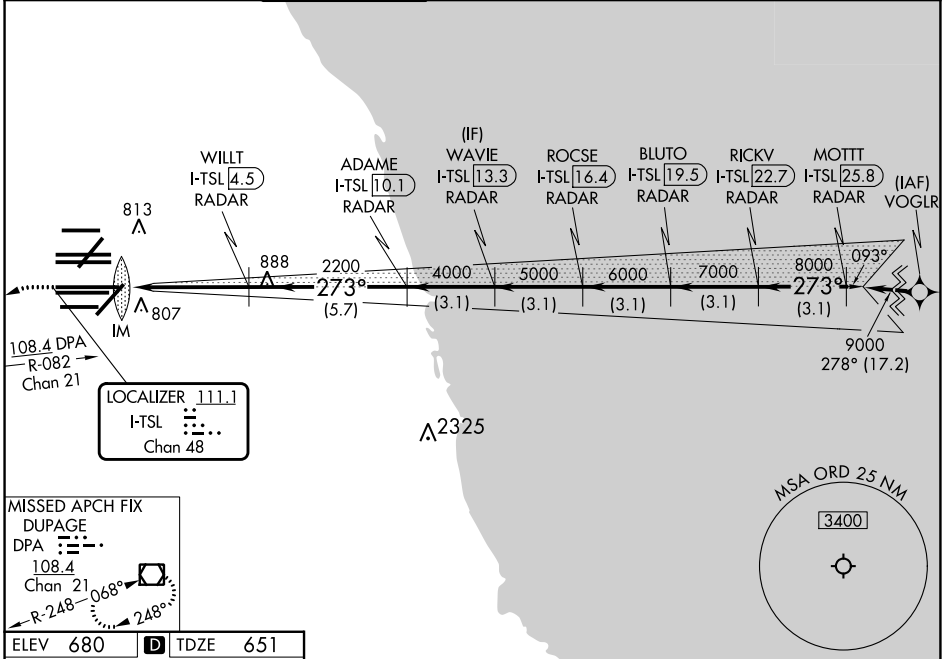 (IF)
WILLT
I-TSL 4.5
RADAR
ADAME
I-TSL 10.1
RADAR
WAVIE
I-TSL 13.3
RADAR
ROCSE
I-TSL 16.4
RADAR
BLUTO
I-TSL 19.5
RADAR
RICKV
I-TSL 22.7
RADAR
MOTTT
I-TSL 25.8
RADAR
(IAF)
VOGLR
813
888
807
IM
2200
273°
(5.7)
4000
(3.1)
5000
(3.1)
6000
(3.1)
7000
(3.1)
8000
273°
(3.1)
093°
9000
278° (17.2)
108.4 DPA
R-082
Chan 21
LOCALIZER 111.1
I-TSL
Chan 48
2325
MISSED APCH FIX
DUPAGE
DPA
108.4
Chan 21
R-248
068°
248°
MSA ORD 25 NM
3400
ELEV 680 D TDZE 651